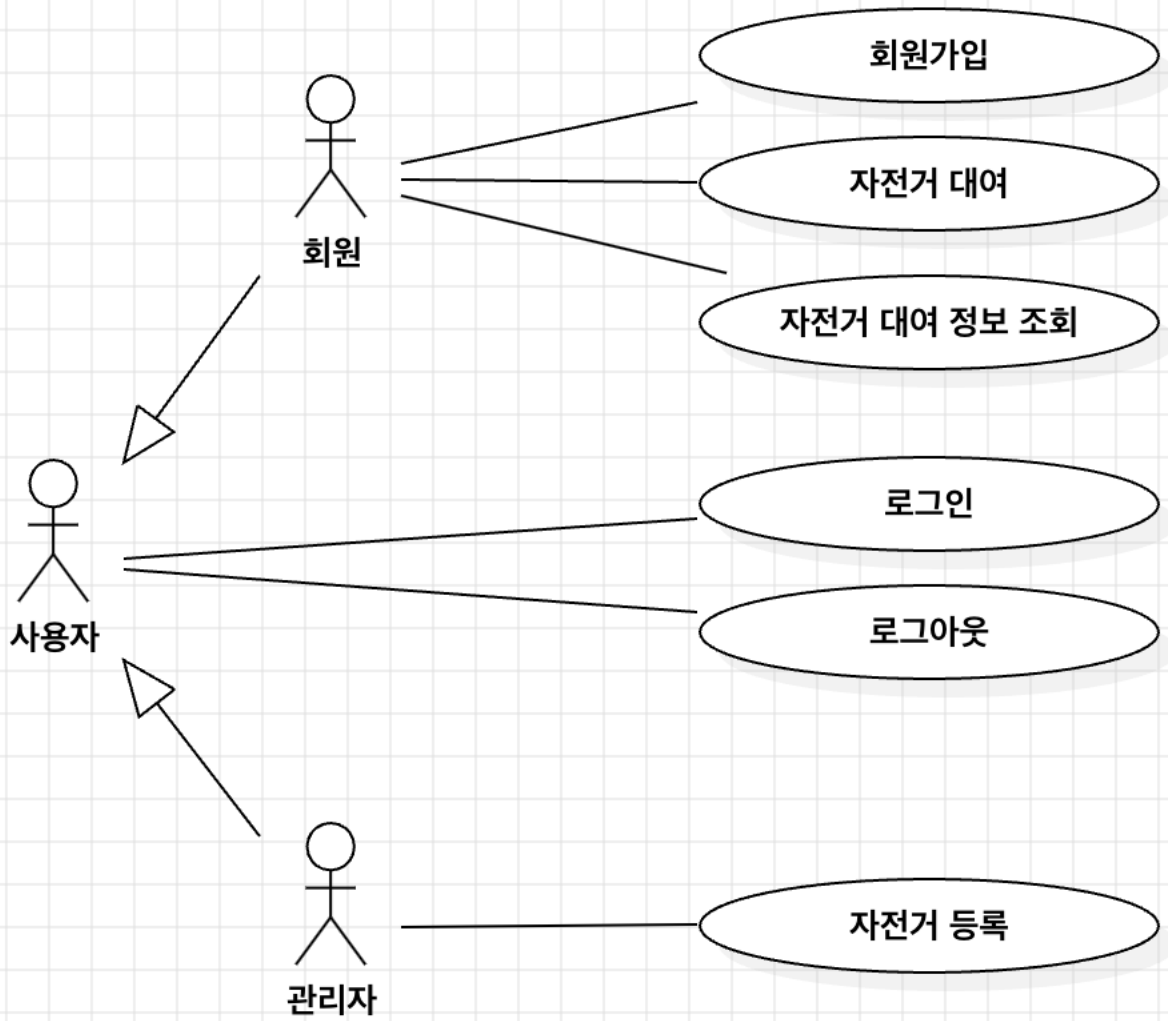 회원가입
자전거 대여
회원
자전거 대여 정보 조회
로그인
사용자
로그아웃
자전거 등록
관리자